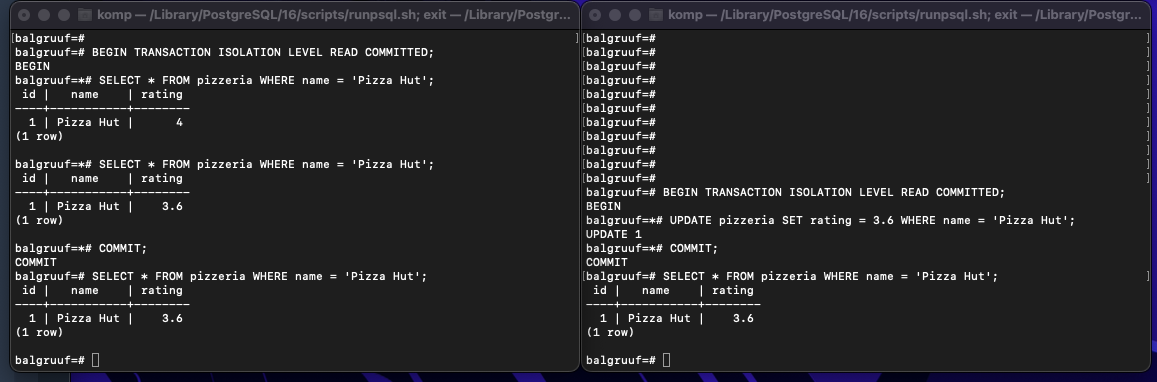 komp — /Library/PostgreSQL/16/scripts/runpsql.sh; exit — /Library/Postgr...
[balgruuf=# ]
balgruuf=# BEGIN TRANSACTION ISOLATION LEVEL READ COMMITTED;
BEGIN
balgruuf=*# SELECT * FROM pizzeria WHERE name = 'Pizza Hut';
 id |   name    | rating
----+-----------+--------
  1 | Pizza Hut |      4
(1 row)
balgruuf=*# SELECT * FROM pizzeria WHERE name = 'Pizza Hut';
 id |   name    | rating
----+-----------+--------
  1 | Pizza Hut |    3.6
(1 row)
balgruuf=*# COMMIT;
COMMIT
balgruuf=# SELECT * FROM pizzeria WHERE name = 'Pizza Hut';
 id |   name    | rating
----+-----------+--------
  1 | Pizza Hut |    3.6
(1 row)
balgruuf=#
komp — /Library/PostgreSQL/16/scripts/runpsql.sh; exit — /Library/Postgr...
[balgruuf=# ]
[balgruuf=# ]
[balgruuf=# ]
[balgruuf=# ]
[balgruuf=# ]
[balgruuf=# ]
[balgruuf=# ]
[balgruuf=# ]
[balgruuf=# ]
[balgruuf=# ]
[balgruuf=# ]
balgruuf=# BEGIN TRANSACTION ISOLATION LEVEL READ COMMITTED;
BEGIN
balgruuf=*# UPDATE pizzeria SET rating = 3.6 WHERE name = 'Pizza Hut';
UPDATE 1
balgruuf=*# COMMIT;
COMMIT
[balgruuf=# SELECT * FROM pizzeria WHERE name = 'Pizza Hut'; ]
 id |   name    | rating
----+-----------+--------
  1 | Pizza Hut |    3.6
(1 row)
balgruuf=#